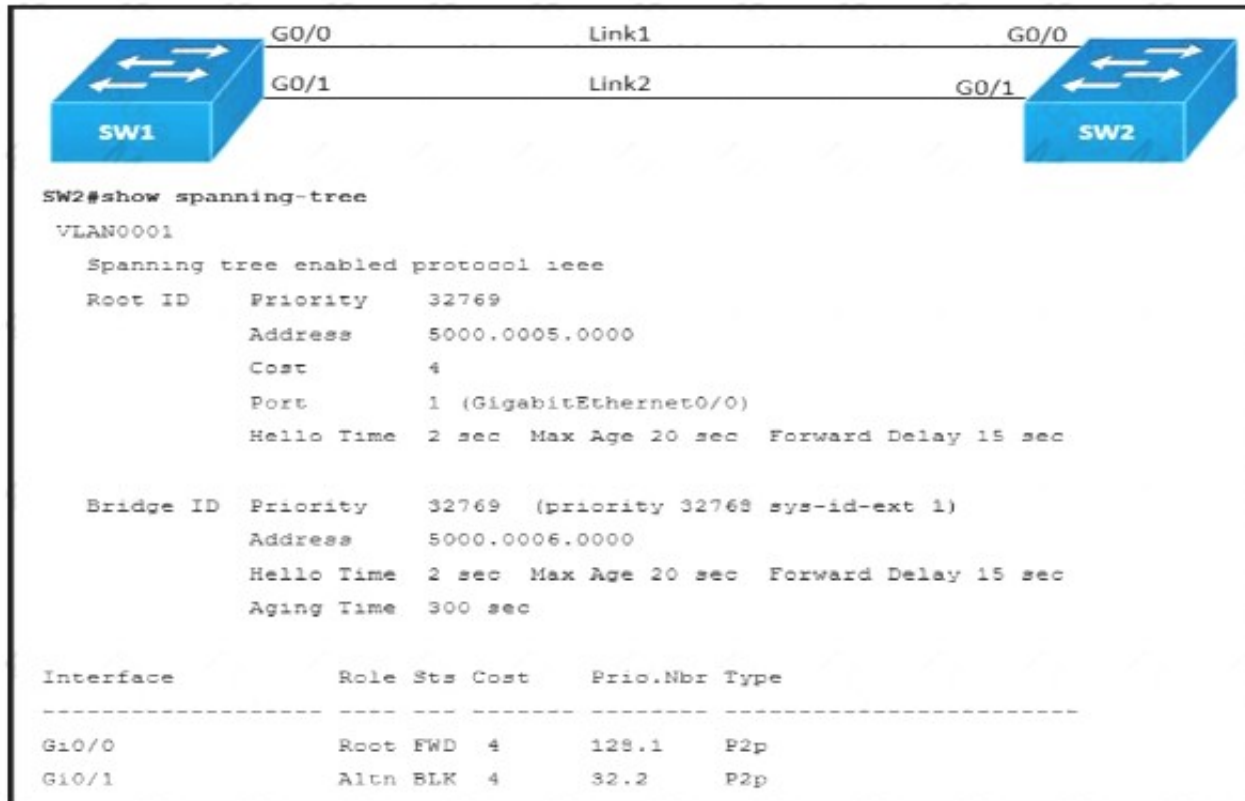 G0/0 Link1 G0/0
G0/1 Link2 G0/1
SW1 SW2
SW2#show spanning-tree
VLAN0001
Spanning tree enabled protocol ieee
Root ID Priority 32769
Address 5000.0005.0000
Cost 4
Port 1 (GigabitEthernet0/0)
Hello Time 2 sec Max Age 20 sec Forward Delay 15 sec
Bridge ID Priority 32769 (priority 32768 sys-id-ext 1)
Address 5000.0006.0000
Hello Time 2 sec Max Age 20 sec Forward Delay 15 sec
Aging Time 300 sec
Interface Role Sts Cost Prio.Nbr Type
------------------- ---- --- ------- -------- ------------------------
Gi0/0 Root FWD 4 128.1 P2p
Gi0/1 Altn BLK 4 32.2 P2p